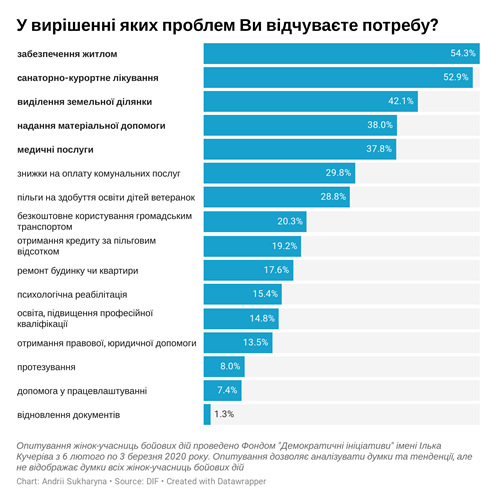 У вирішенні яких проблем Ви відчуваєте потребу?
забезпечення житлом 54.3%
санаторно-курортне лікування 52.9%
виділення земельної ділянки 42.1%
надання матеріальної допомоги 38.0%
медичні послуги 37.8%
знижки на оплату комунальних послуг 29.8%
пільги на здобуття освіти дітей ветеранок 28.8%
безкоштовне користування громадським
транспортом 20.3%
отримання кредиту за пільговим
відсотком 19.2%
ремонт будинку чи квартири 17.6%
психологічна реабілітація 15.4%
освіта, підвищення професійної
кваліфікації 14.8%
отримання правової, юридичної допомоги 13.5%
протезування 8.0%
допомога у працевлаштуванні 7.4%
відновлення документів 1.3%
Опитування жінок-учасниць бойових дій проведено Фондом "Демократичні ініціативи" імені Ілька
Кучеріва з 6 лютого по 3 березня 2020 року. Опитування дозволяє аналізувати думки та тенденції, але
не відображає думки всіх жінок-учасниць бойових дій
Chart: Andrii Sukharyna • Source: DIF • Created with Datawrapper